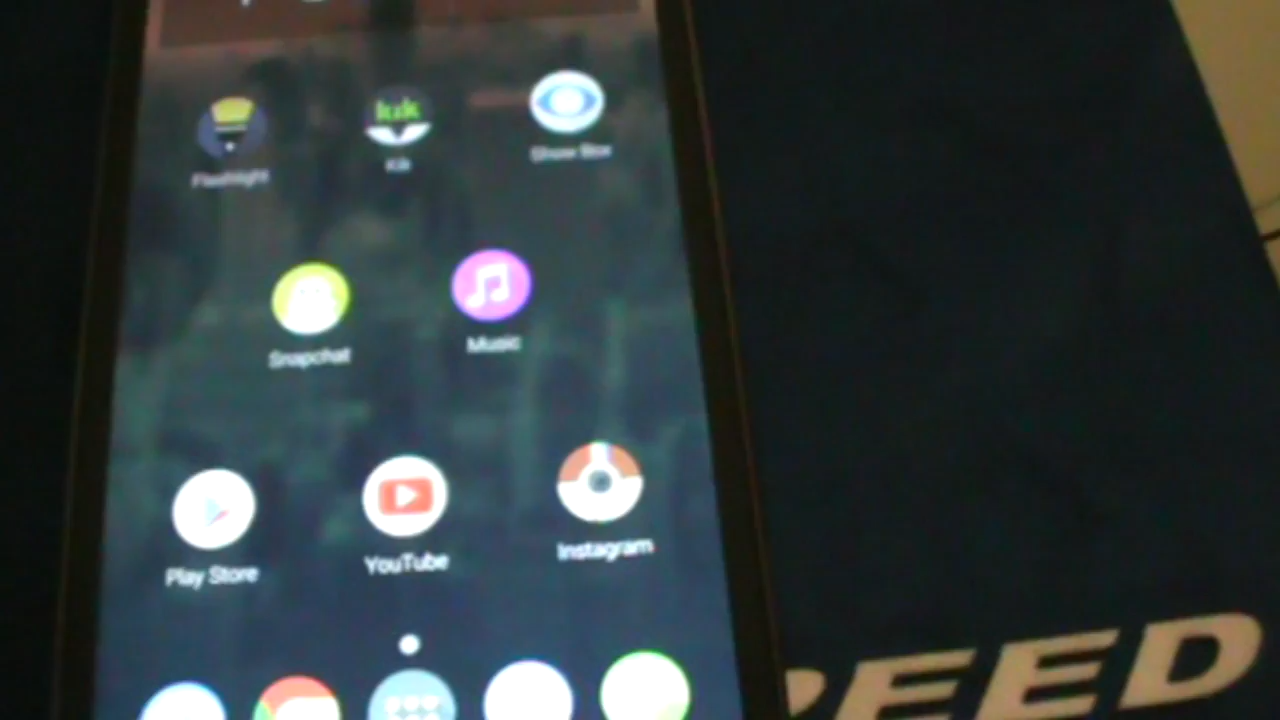 Flashlight
kik
Kik
Show Box
Snapchat
Music
Play Store
YouTube
Instagram
PEED